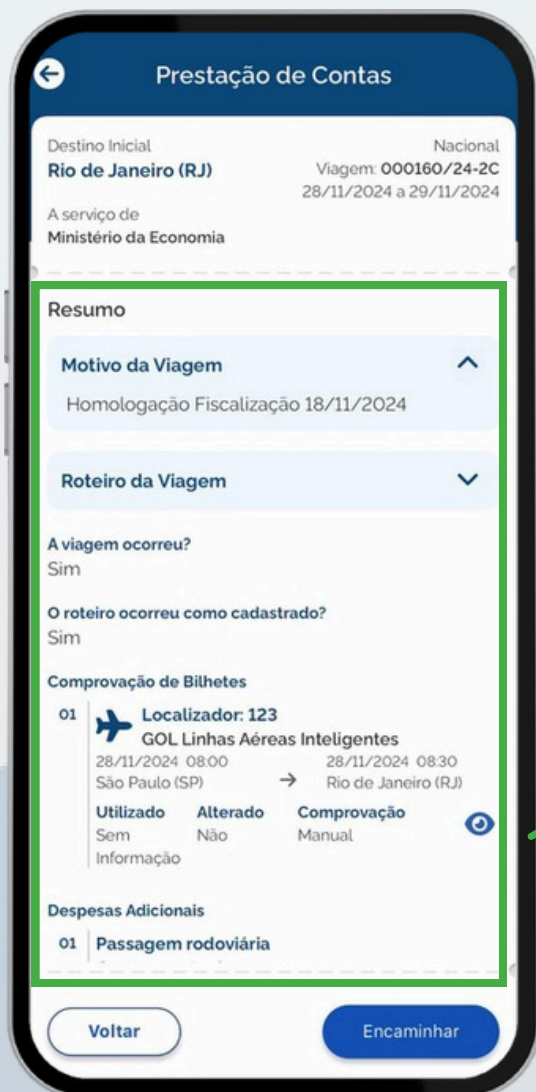 Prestação de Contas
Destino Inicial
Nacional
Rio de Janeiro (RJ)
Viagem: 000160/24-2C
28/11/2024 a 29/11/2024
A serviço de
Ministério da Economia
Resumo
Motivo da Viagem
Homologação Fiscalização 18/11/2024
Roteiro da Viagem
A viagem ocorreu?
Sim
O roteiro ocorreu como cadastrado?
Sim
Comprovação de Bilhetes
01 Localizador: 123
GOL Linhas Aéreas Inteligentes
28/11/2024 08:00 28/11/2024 08:30
São Paulo (SP) → Rio de Janeiro (RJ)
Utilizado Alterado Comprovação
Sem Não Manual
Informação
Despesas Adicionais
01 Passagem rodoviária
Voltar Encaminhar